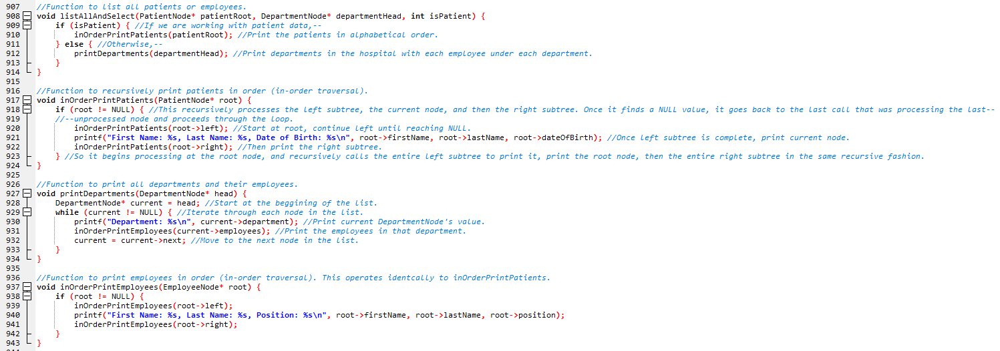 907 //Function to list all patients or employees.
908 void listAllAndSelect(PatientNode* patientRoot, DepartmentNode* departmentHead, int isPatient) {
909 if (isPatient) { //If we are working with patient data,--
910 inOrderPrintPatients(patientRoot); //Print the patients in alphabetical order.
911 } else { //Otherwise,--
912 printDepartments(departmentHead); //Print departments in the hospital with each employee under each department.
913 }
914 }
915
916 //Function to recursively print patients in order (in-order traversal).
917 void inOrderPrintPatients(PatientNode* root) {
918 if (root != NULL) { //This recursively processes the left subtree, the current node, and then the right subtree. Once it finds a NULL value, it goes back to the last call that was processing the last--
919 //--unprocessed node and proceeds through the loop.
920 inOrderPrintPatients(root->left); //Start at root, continue left until reaching NULL.
921 printf("First Name: %s, Last Name: %s, Date of Birth: %s\n", root->firstName, root->lastName, root->dateOfBirth); //Once left subtree is complete, print current node.
922 inOrderPrintPatients(root->right); //Then print the right subtree.
923 } //So it begins processing at the root node, and recursively calls the entire left subtree to print it, print the root node, then the entire right subtree in the same recursive fashion.
924 }
925
926 //Function to print all departments and their employees.
927 void printDepartments(DepartmentNode* head) {
928 DepartmentNode* current = head; //Start at the beggining of the list.
929 while (current != NULL) { //Iterate through each node in the list.
930 printf("Department: %s\n", current->department); //Print current DepartmentNode's value.
931 inOrderPrintEmployees(current->employees); //Print the employees in that department.
932 current = current->next; //Move to the next node in the list.
933 }
934 }
935
936 //Function to print employees in order (in-order traversal). This operates identcally to inOrderPrintPatients.
937 void inOrderPrintEmployees(EmployeeNode* root) {
938 if (root != NULL) {
939 inOrderPrintEmployees(root->left);
940 printf("First Name: %s, Last Name: %s, Position: %s\n", root->firstName, root->lastName, root->position);
941 inOrderPrintEmployees(root->right);
942 }
943 }